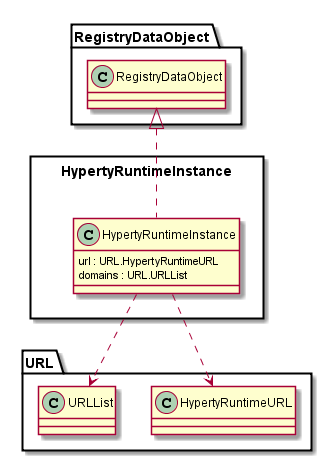 RegistryDataObject
C RegistryDataObject
HypertyRuntimeInstance
C HypertyRuntimeInstance
url : URL.HypertyRuntimeURL
domains : URL.URLList
URL
C URLList
C HypertyRuntimeURL